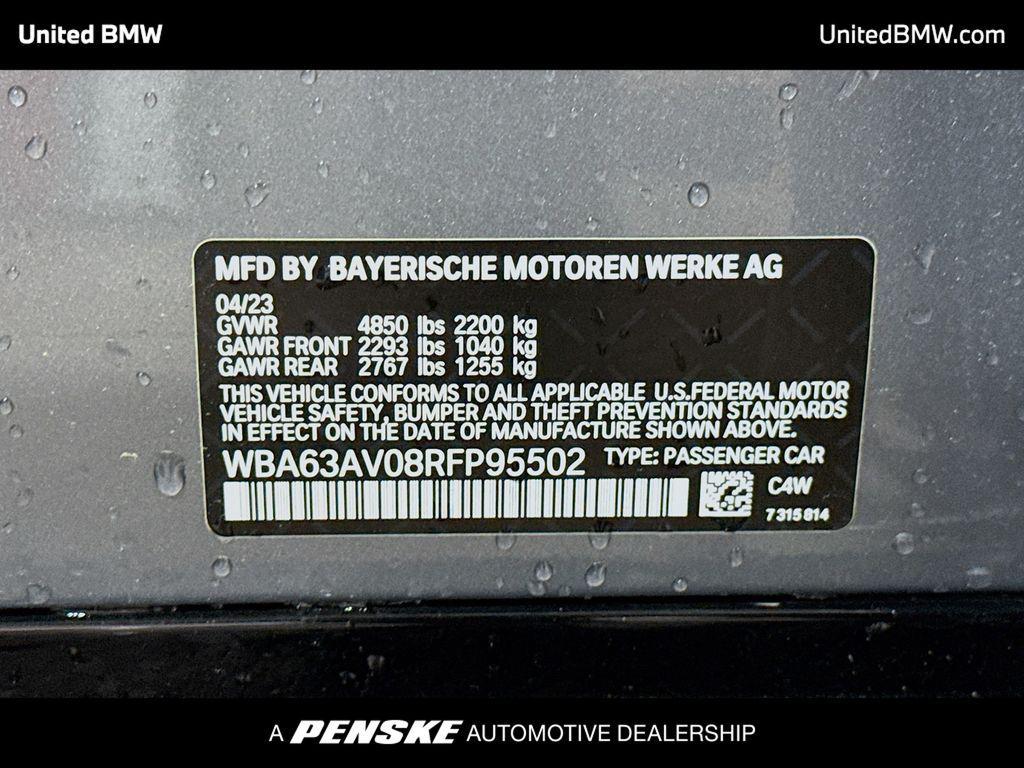 United BMW
UnitedBMW.com
MFD BY BAYERISCHE MOTOREN WERKE AG
04/23
GVWR 4850 lbs 2200 kg
GAWR FRONT 2293 lbs 1040 kg
GAWR REAR 2767 lbs 1255 kg
THIS VEHICLE CONFORMS TO ALL APPLICABLE U.S.FEDERAL MOTOR
VEHICLE SAFETY, BUMPER AND THEFT PREVENTION STANDARDS
IN EFFECT ON THE DATE OF MANUFACTURE SHOWN ABOVE.
WBA63AV08RFP95502 TYPE: PASSENGER CAR
C4W
7315814
A PENSKE AUTOMOTIVE DEALERSHIP